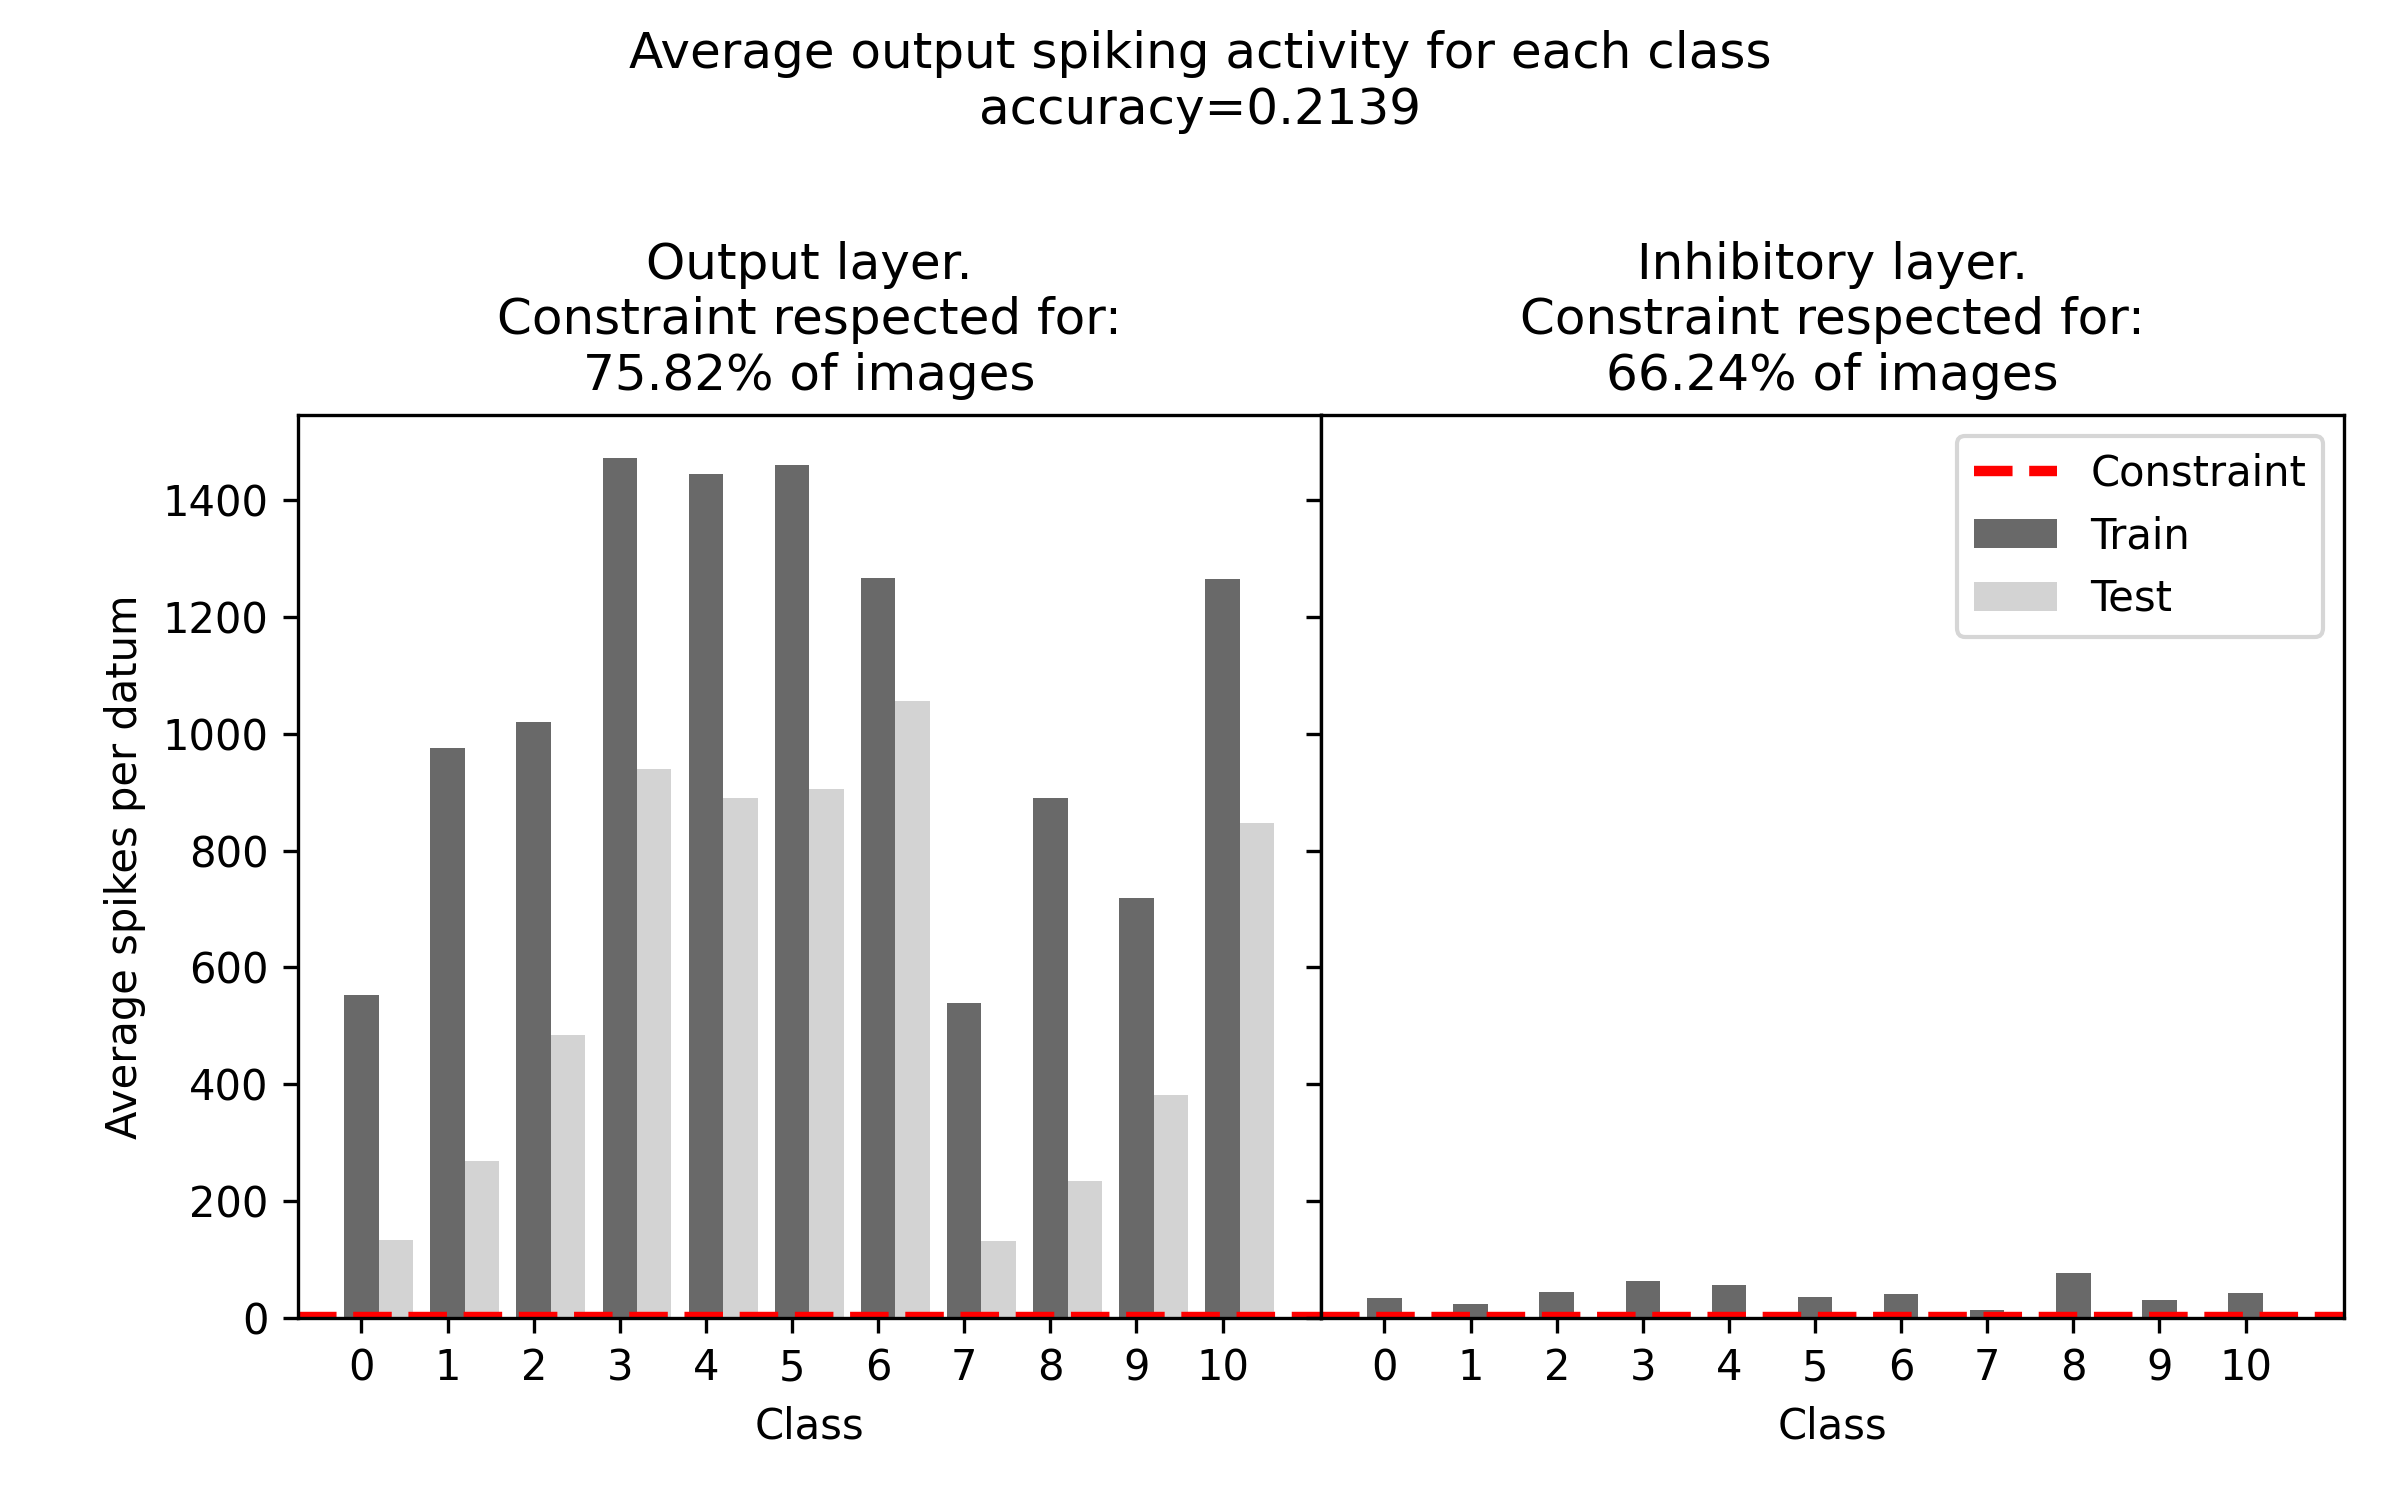 Average output spiking activity for each class
accuracy=0.2139
Output layer.
Constraint respected for:
75.82% of images
Inhibitory layer.
Constraint respected for:
66.24% of images
Average spikes per datum
1400
1200
1000
800
600
400
200
0
0 1 2 3 4 5 6 7 8 9 10
Class
Constraint
Train
Test
0 1 2 3 4 5 6 7 8 9 10
Class